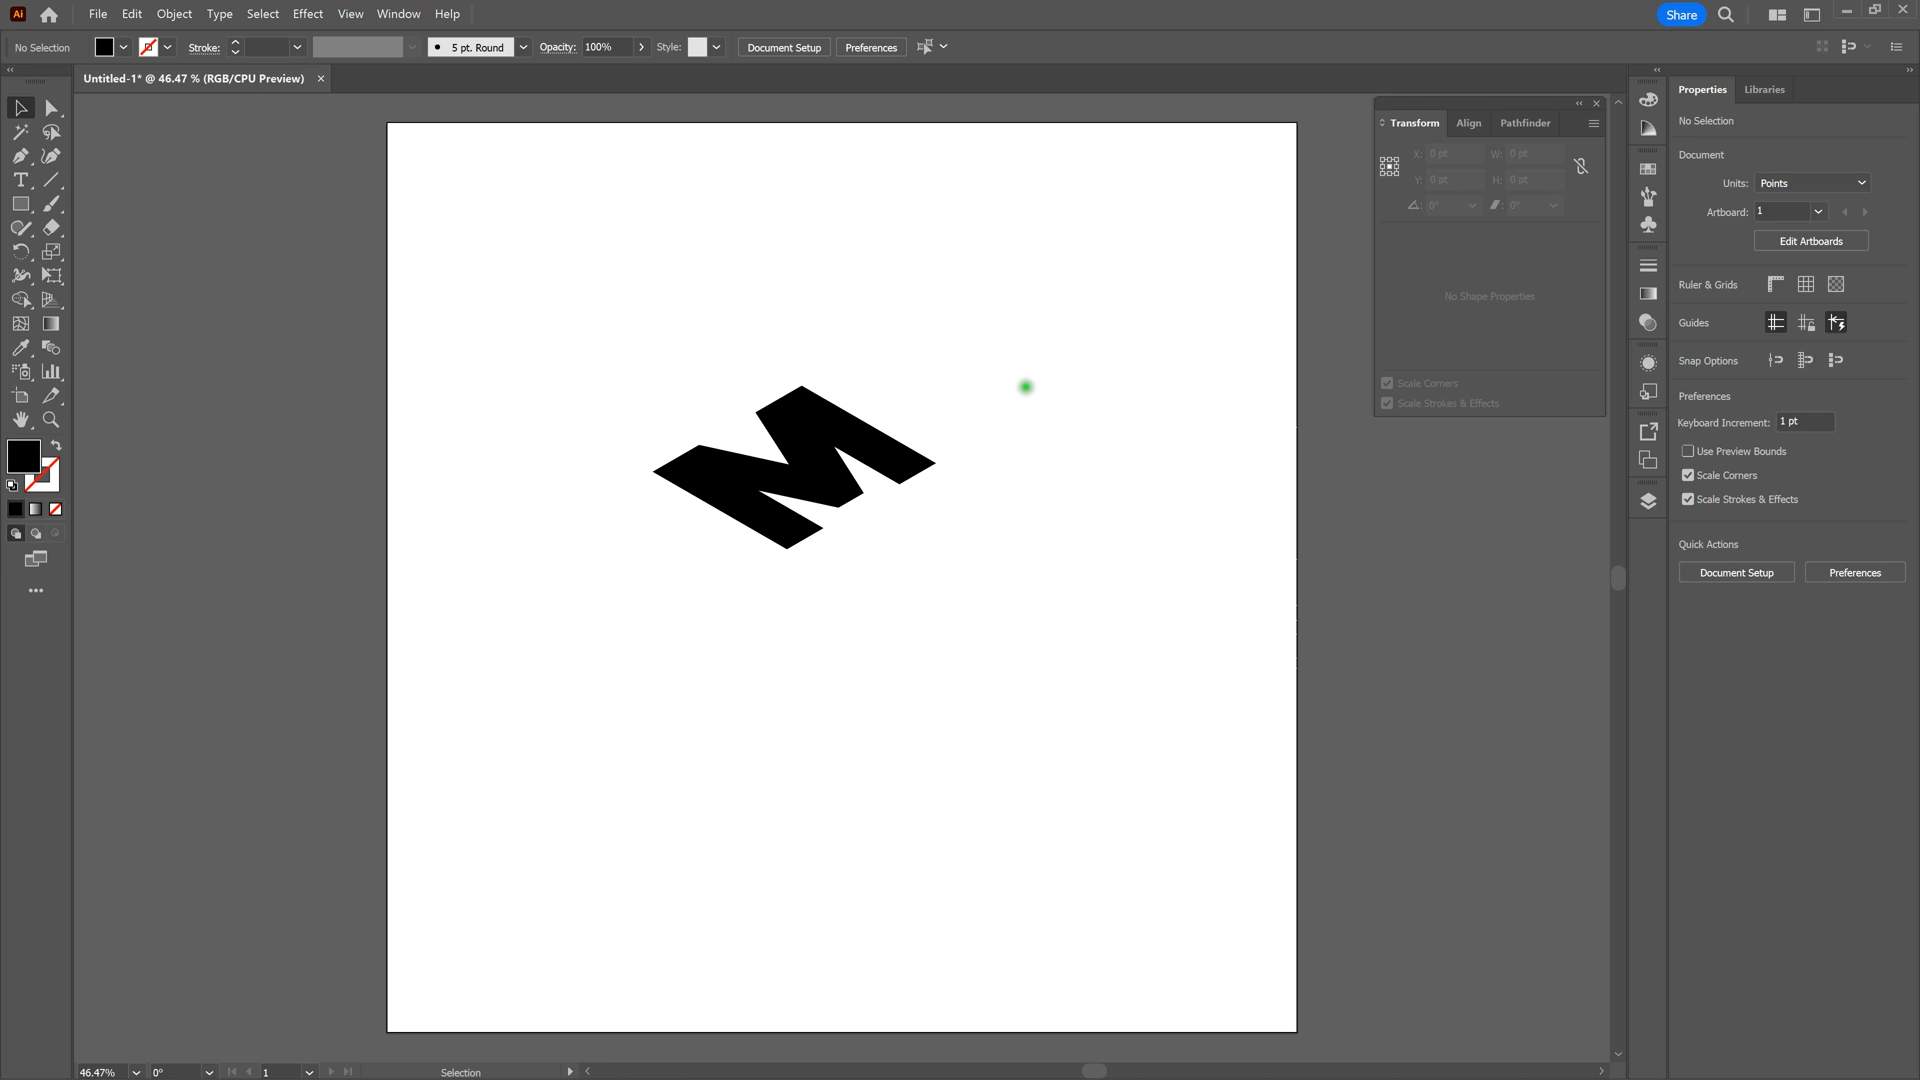 Ai File Edit Object Type Select Effect View Window Help Share
No Selection Stroke: 5 pt. Round Opacity: 100% Style: Document Setup Preferences
Untitled-1* @ 46.47 % (RGB/CPU Preview)
Properties Libraries
No Selection
Document
Units: Points
Artboard: 1
Edit Artboards
Ruler & Grids
Guides
Snap Options
Preferences
Keyboard Increment: 1 pt
Use Preview Bounds
Scale Corners
Scale Strokes & Effects
Quick Actions
Document Setup Preferences
Transform Align Pathfinder
X: 0 pt W: 0 pt
Y: 0 pt H: 0 pt
0° 0°
No Shape Properties
Scale Corners
Scale Strokes & Effects
M
46.47% 0° 1 Selection